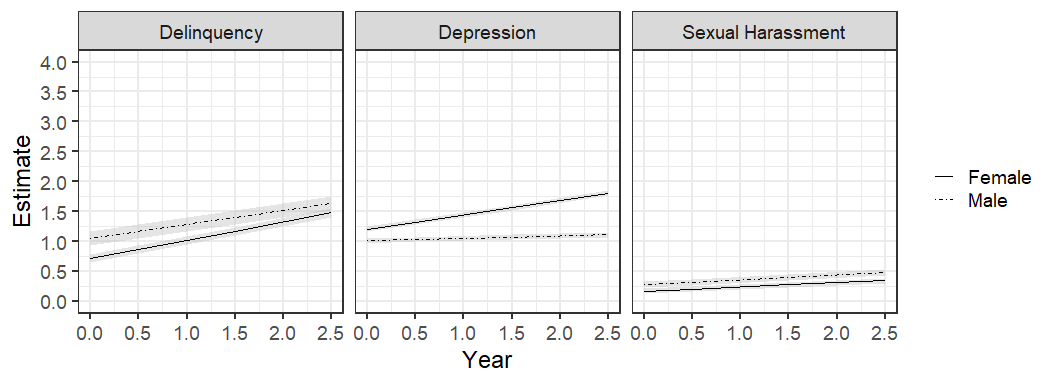 Delinquency Depression Sexual Harassment
4.0
3.5
3.0
2.5
2.0
1.5
1.0
0.5
0.0
Estimate
0.0 0.5 1.0 1.5 2.0 2.5 0.0 0.5 1.0 1.5 2.0 2.5 0.0 0.5 1.0 1.5 2.0 2.5
Year
Female
Male